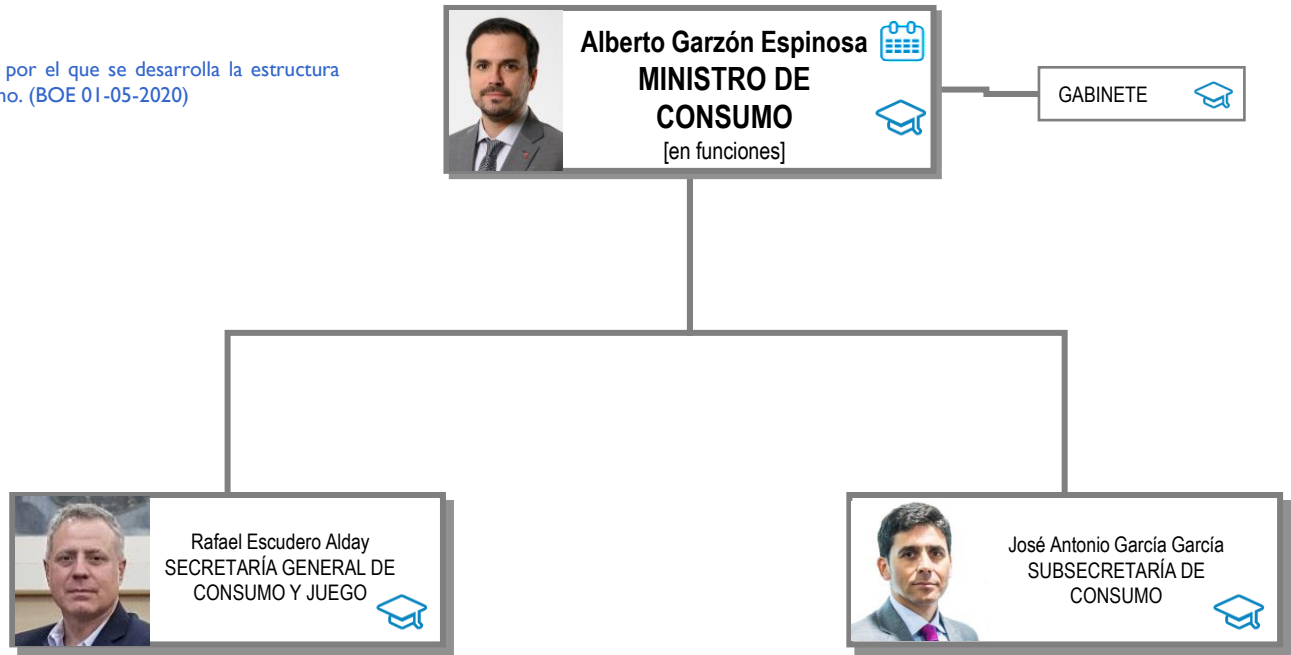 por el que se desarrolla la estructura
no. (BOE 01-05-2020)
Alberto Garzón Espinosa
MINISTRO DE
CONSUMO
[en funciones]
GABINETE
Rafael Escudero Alday
SECRETARÍA GENERAL DE
CONSUMO Y JUEGO
José Antonio García García
SUBSECRETARÍA DE
CONSUMO